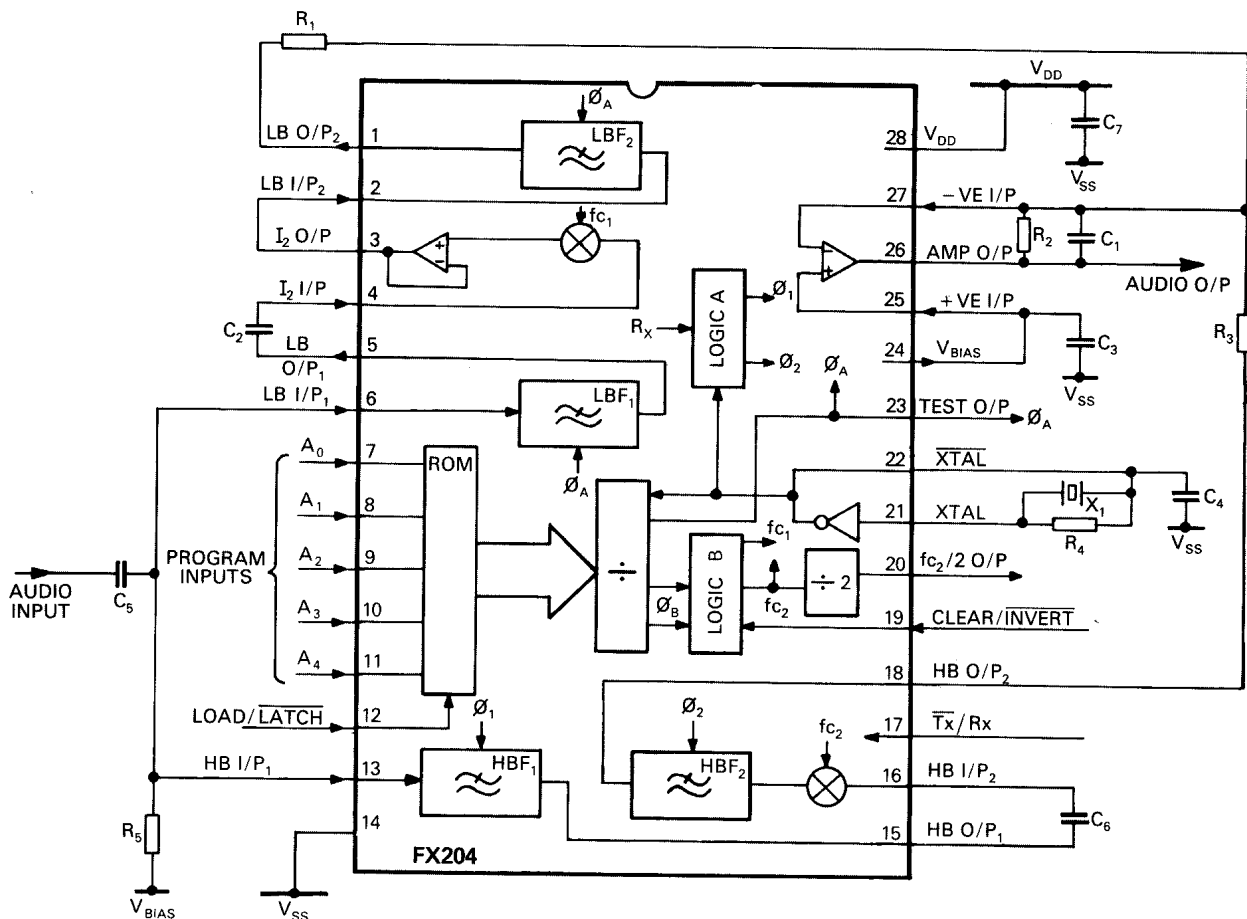 R1
VDD
ØA
LBF2
LB O/P2
1
28
VDD
C7
VSS
LB I/P2
2
27
−VE I/P
fc1
I2 O/P
3
+
−
−
+
R2
C1
26
AMP O/P
AUDIO O/P
I2 I/P
4
LOGIC A
Ø1
25
+VE I/P
RX
C2
5
LB
O/P1
Ø2
24
VBIAS
C3
R3
VSS
ØA
LB I/P1
6
LBF1
23
TEST O/P
ØA
A0
7
ROM
ØA
22
XTAL
X1
C4
A1
8
÷
21
XTAL
R4
VSS
PROGRAM
INPUTS
A2
9
fc1
LOGIC B
÷ 2
20
fc2/2 O/P
AUDIO
INPUT
C5
A3
10
ØB
fc2
19
CLEAR/INVERT
A4
11
18
HB O/P2
LOAD/LATCH
12
Ø1
Ø2
17
Tx/Rx
fc2
HB I/P1
13
HBF1
HBF2
16
HB I/P2
C6
R5
14
15
HB O/P1
FX204
VBIAS
VSS